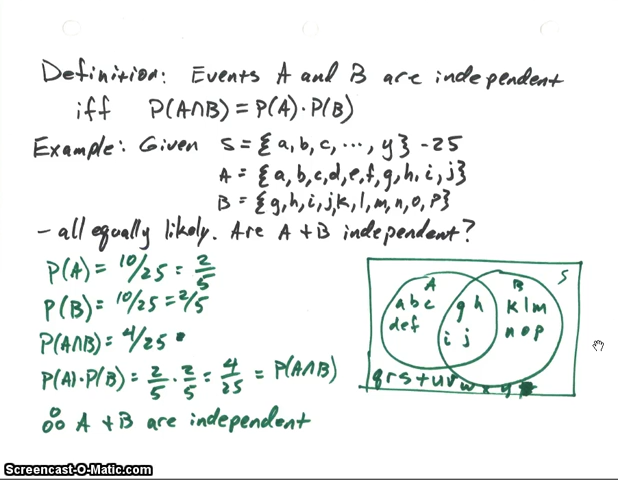 Definition: Events A and B are independent
iff P(A∩B) = P(A)·P(B)
Example: Given S = {a, b, c, ..., y} - 25
A = {a, b, c, d, e, f, g, h, i, j}
B = {g, h, i, j, k, l, m, n, o, p}
- all equally likely. Are A + B independent?
P(A) = 10/25 = 2/5
P(B) = 10/25 = 2/5
P(A∩B) = 4/25
P(A)·P(B) = 2/5 · 2/5 = 4/25 = P(A∩B)
∴ A + B are independent
S
A B
a b c g h k l m
d e f i j n o p
q r s t u v w x y
Screencast-O-Matic.com